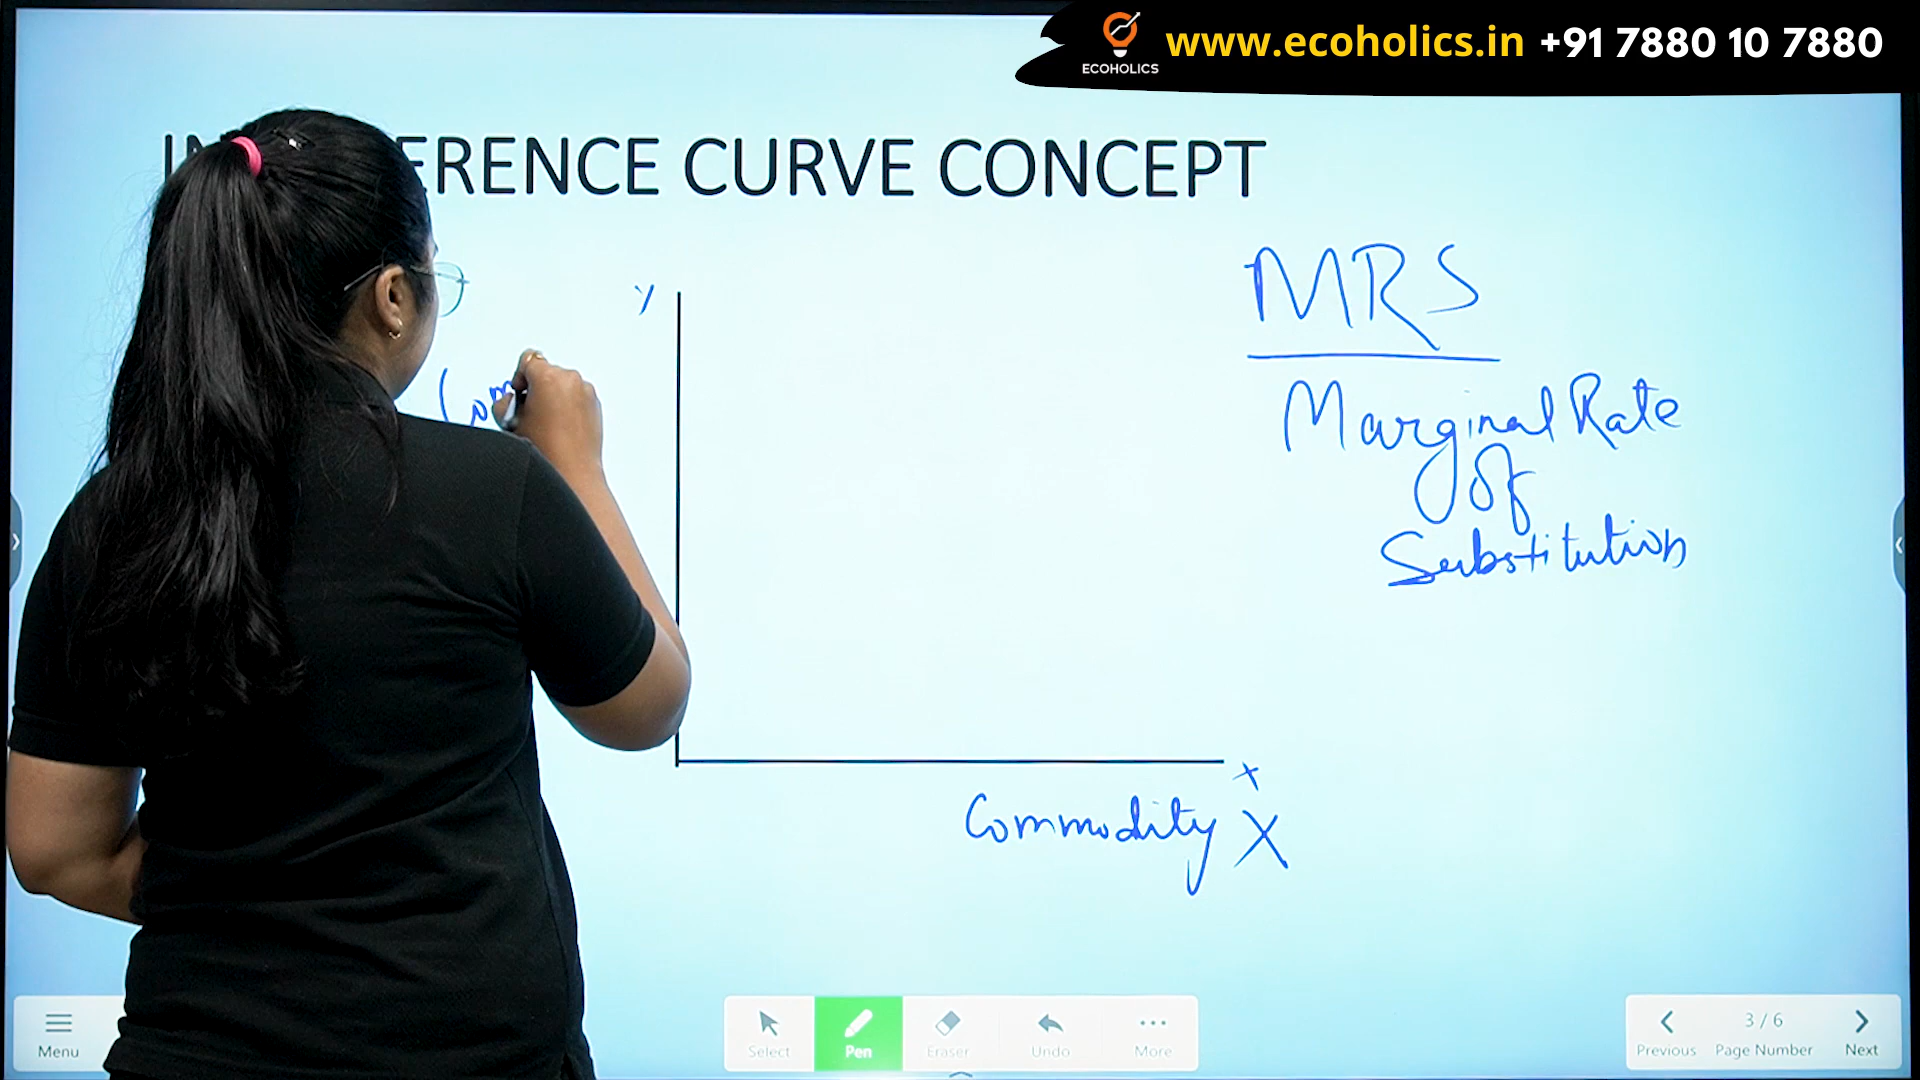 www.ecoholics.in +91 7880 10 7880
ECOHOLICS
ERENCE CURVE CONCEPT
y
MRS
Marginal Rate
of
Substitution
Com
x
Commodity X
Menu
Select
Pen
Eraser
Undo
More
3 / 6
Previous
Page Number
Next